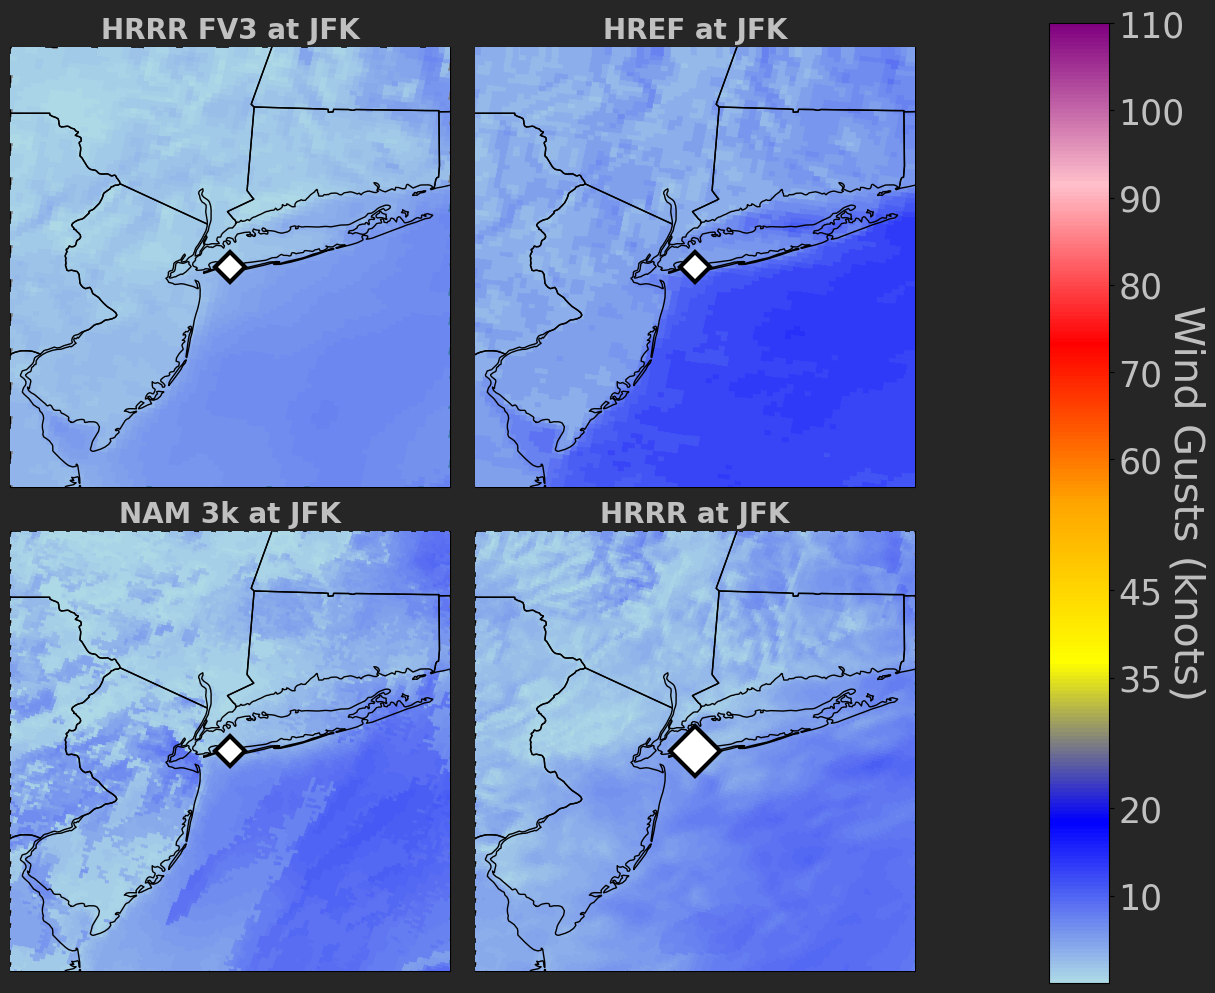 HRRR FV3 at JFK
HREF at JFK
NAM 3k at JFK
HRRR at JFK
110
100
90
80
70
60
45
35
20
10
Wind Gusts (knots)